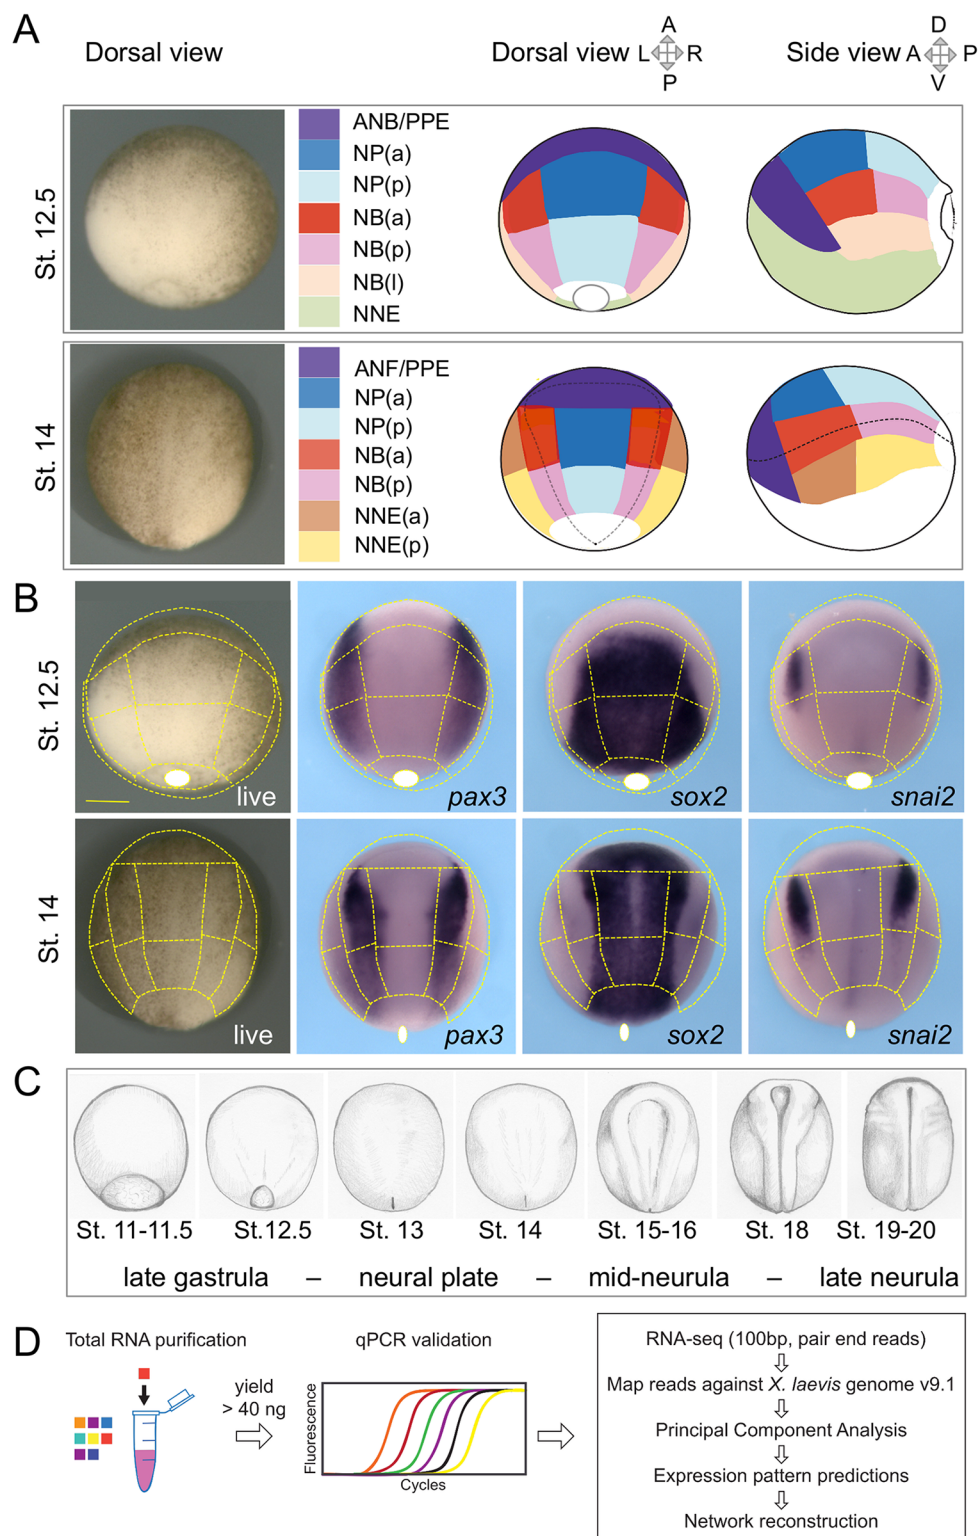 A
Dorsal view
Dorsal view
A
L R
P
Side view
D
A P
V
St. 12.5
ANB/PPE
NP(a)
NP(p)
NB(a)
NB(p)
NB(l)
NNE
St. 14
ANF/PPE
NP(a)
NP(p)
NB(a)
NB(p)
NNE(a)
NNE(p)
B
St. 12.5
live
pax3
sox2
snai2
St. 14
live
pax3
sox2
snai2
C
St. 11-11.5
St.12.5
St. 13
St. 14
St. 15-16
St. 18
St. 19-20
late gastrula – neural plate – mid-neurula – late neurula
D
Total RNA purification
yield
> 40 ng
qPCR validation
Fluorescence
Cycles
RNA-seq (100bp, pair end reads)
Map reads against X. laevis genome v9.1
Principal Component Analysis
Expression pattern predictions
Network reconstruction